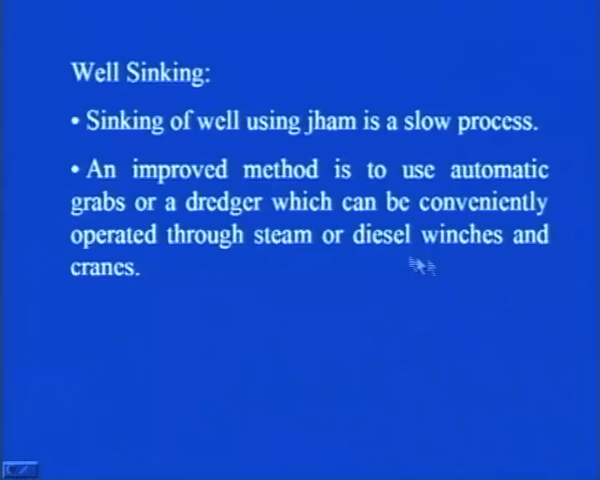 Well Sinking:
• Sinking of well using jham is a slow process.
• An improved method is to use automatic
grabs or a dredger which can be conveniently
operated through steam or diesel winches and
cranes.